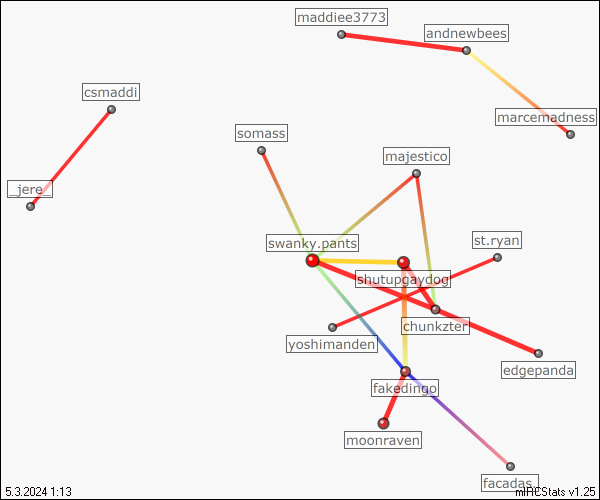 maddiee3773
andnewbees
csmaddi
marcemadness
somass
majestico
_jere_
swanky.pants
st.ryan
shutupgaydog
chunkzter
yoshimanden
edgepanda
fakedingo
moonraven
facadas_
5.3.2024 1:13
mIRCStats v1.25